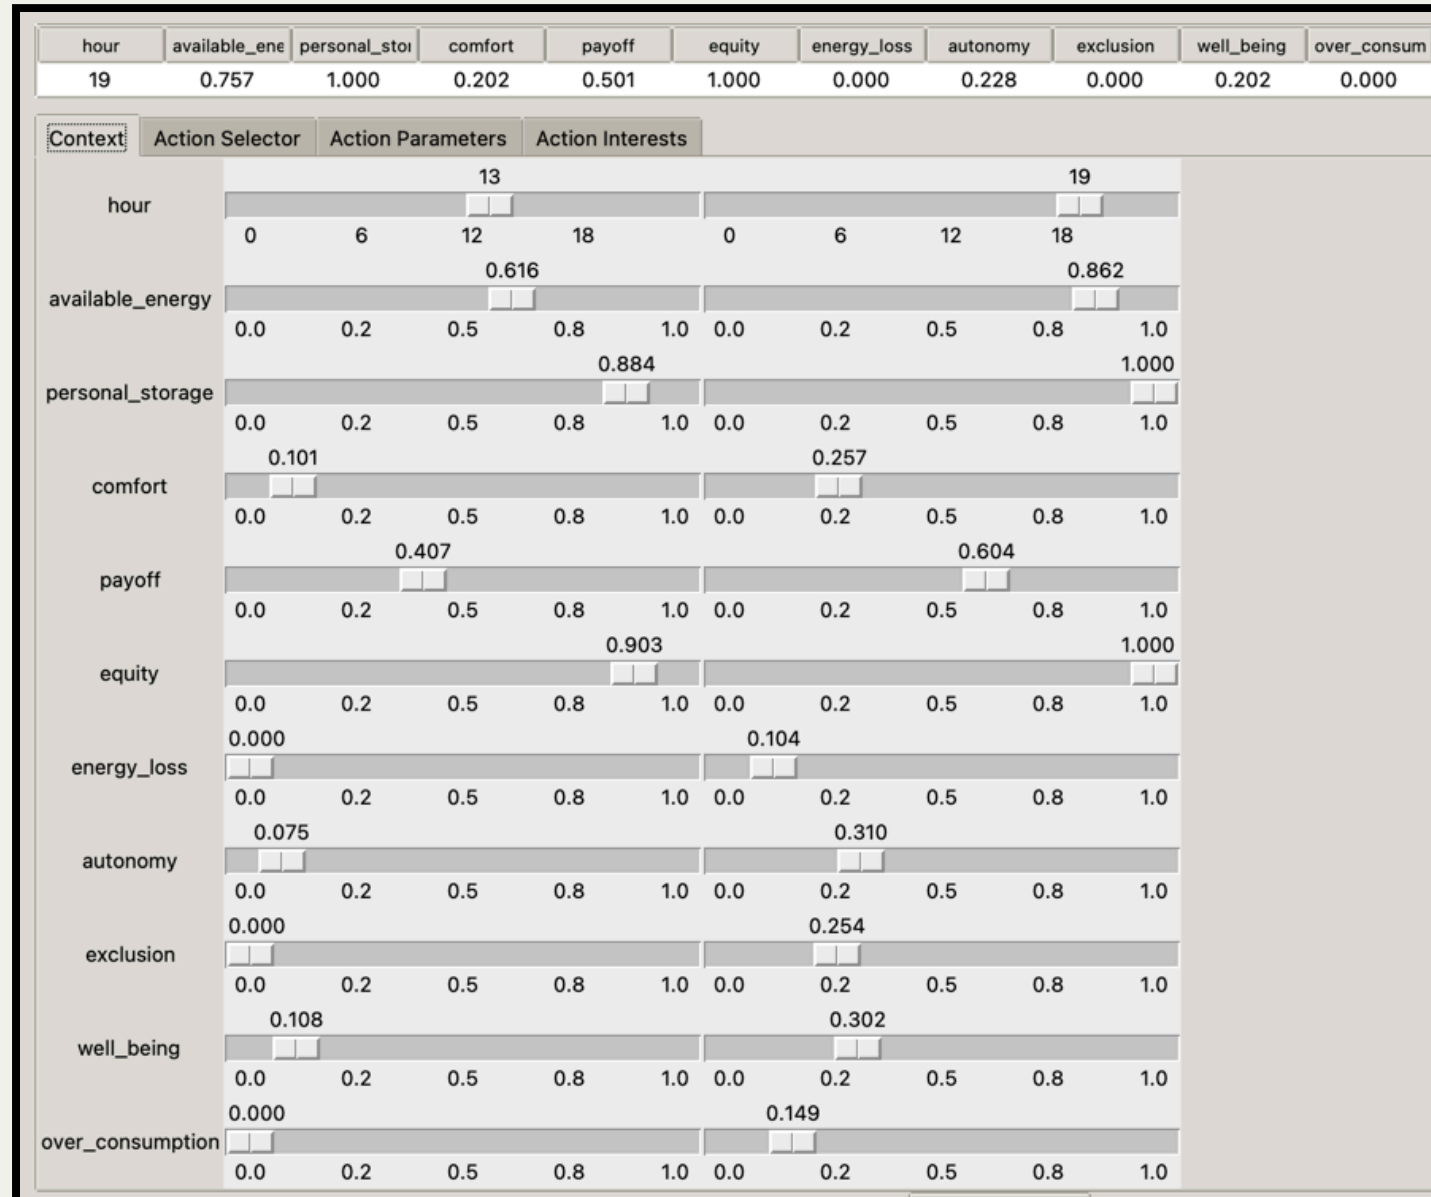 hour available_ene personal_stor comfort payoff equity energy_loss autonomy exclusion well_being over_consum
19 0.757 1.000 0.202 0.501 1.000 0.000 0.228 0.000 0.202 0.000
Context Action Selector Action Parameters Action Interests
13 19
hour
0 6 12 18 0 6 12 18
0.616 0.862
available_energy
0.0 0.2 0.5 0.8 1.0 0.0 0.2 0.5 0.8 1.0
0.884 1.000
personal_storage
0.0 0.2 0.5 0.8 1.0 0.0 0.2 0.5 0.8 1.0
0.101 0.257
comfort
0.0 0.2 0.5 0.8 1.0 0.0 0.2 0.5 0.8 1.0
0.407 0.604
payoff
0.0 0.2 0.5 0.8 1.0 0.0 0.2 0.5 0.8 1.0
0.903 1.000
equity
0.0 0.2 0.5 0.8 1.0 0.0 0.2 0.5 0.8 1.0
0.000 0.104
energy_loss
0.0 0.2 0.5 0.8 1.0 0.0 0.2 0.5 0.8 1.0
0.075 0.310
autonomy
0.0 0.2 0.5 0.8 1.0 0.0 0.2 0.5 0.8 1.0
0.000 0.254
exclusion
0.0 0.2 0.5 0.8 1.0 0.0 0.2 0.5 0.8 1.0
0.108 0.302
well_being
0.0 0.2 0.5 0.8 1.0 0.0 0.2 0.5 0.8 1.0
0.000 0.149
over_consumption
0.0 0.2 0.5 0.8 1.0 0.0 0.2 0.5 0.8 1.0